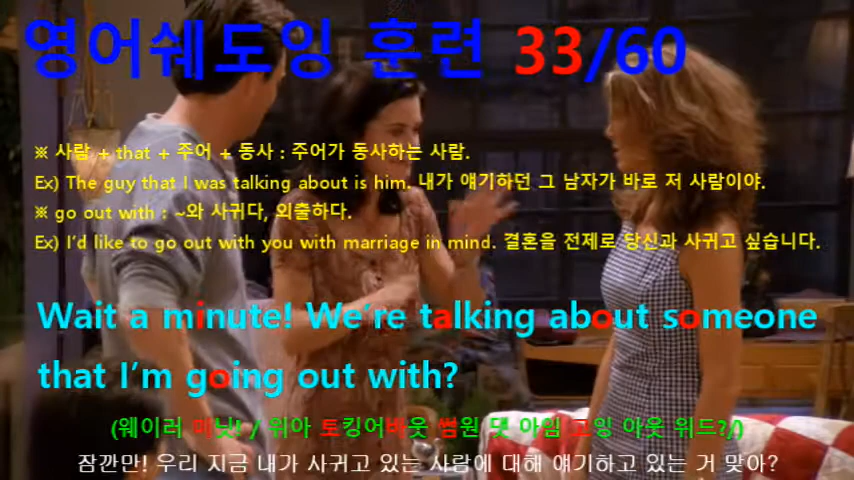 영어쉐도잉 훈련 33/60
※ 사람 + that + 주어 + 동사 : 주어가 동사하는 사람.
Ex) The guy that I was talking about is him. 내가 얘기하던 그 남자가 바로 저 사람이야.
※ go out with : ~와 사귀다, 외출하다.
Ex) I'd like to go out with you with marriage in mind. 결혼을 전제로 당신과 사귀고 싶습니다.
Wait a minute! We're talking about someone
that I'm going out with?
(웨이러 미닛! / 위아 토킹어바웃 썸원 댓 아임 고잉 아웃 위드?/)
잠깐만! 우리 지금 내가 사귀고 있는 사람에 대해 얘기하고 있는 거 맞아?